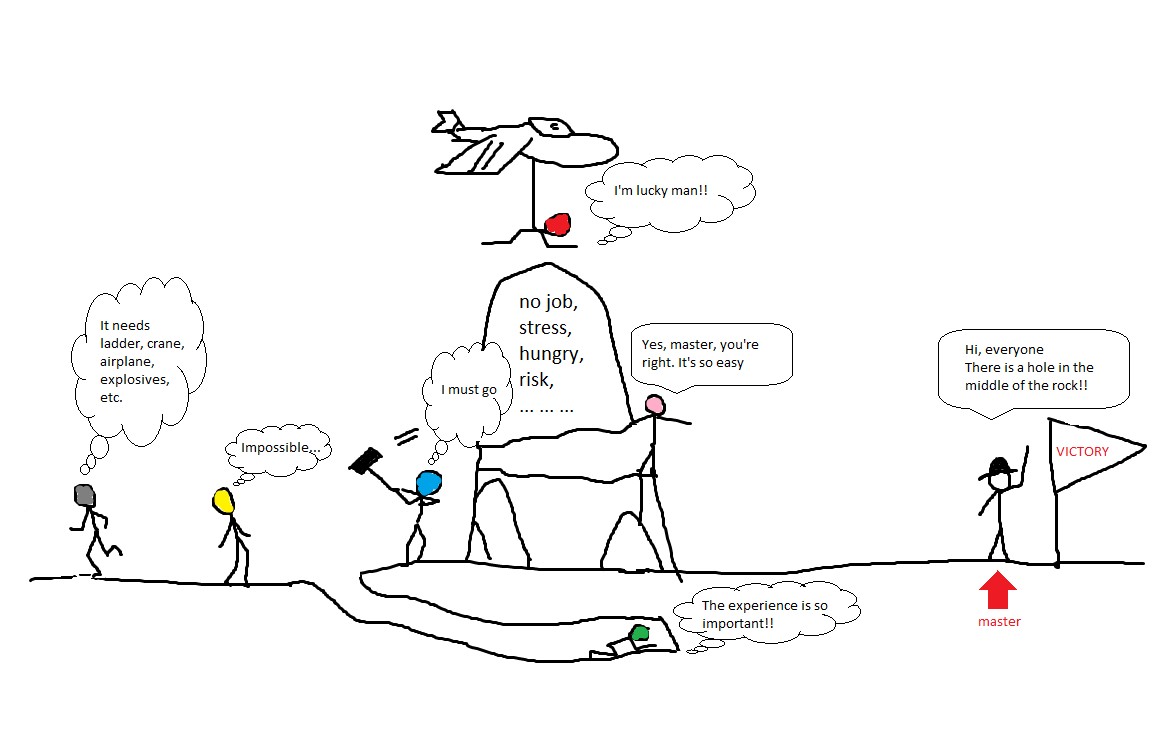 I'm lucky man!!
no job,
stress,
hungry,
risk,
... ... ...
It needs
ladder, crane,
airplane,
explosives,
etc.
Impossible...
I must go
Yes, master, you're
right. It's so easy
Hi, everyone
There is a hole in the
middle of the rock!!
VICTORY
The experience is so
important!!
master